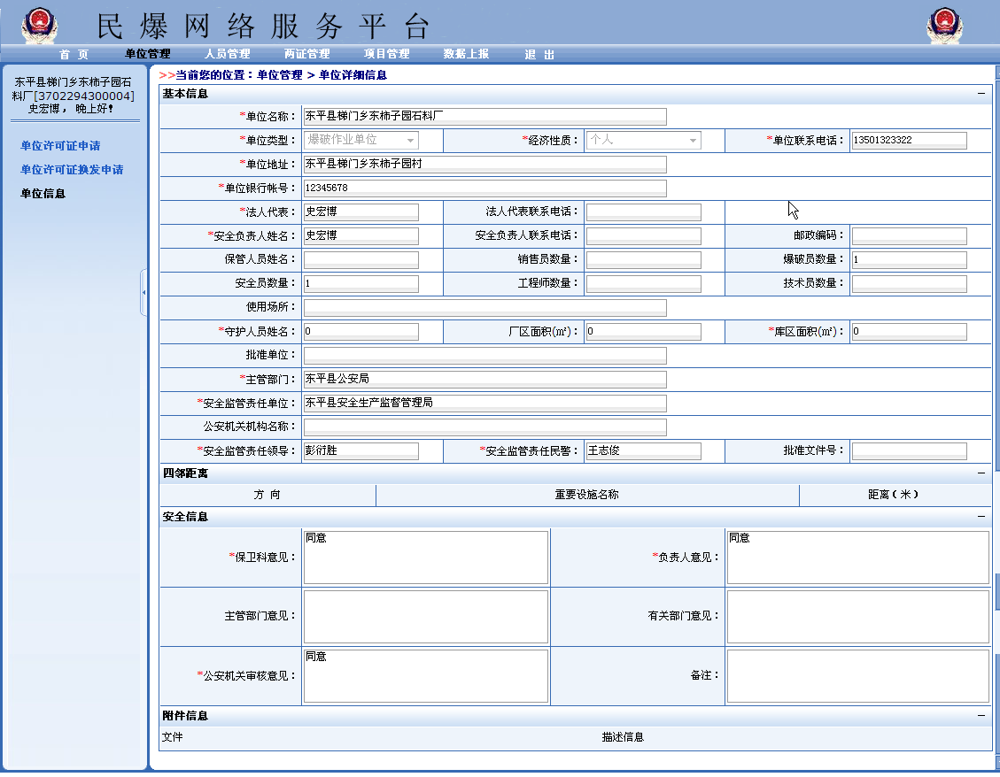 民爆网络服务平台
首 页 单位管理 人员管理 两证管理 项目管理 数据上报 退 出
东平县梯门乡东柿子园石
料厂[3702294300004]
史宏博， 晚上好！
单位许可证申请
单位许可证换发申请
单位信息
>>当前您的位置：单位管理 > 单位详细信息
基本信息
*单位名称： 东平县梯门乡东柿子园石料厂
*单位类型： 爆破作业单位 *经济性质： 个人 *单位联系电话： 13501323322
*单位地址： 东平县梯门乡东柿子园村
*单位银行帐号： 12345678
*法人代表： 史宏博 法人代表联系电话：
*安全负责人姓名： 史宏博 安全负责人联系电话： 邮政编码：
保管人员姓名： 销售员数量： 爆破员数量： 1
安全员数量： 1 工程师数量： 技术员数量：
使用场所：
*守护人员姓名： 0 厂区面积(㎡)： 0 *库区面积(㎡)： 0
批准单位：
*主管部门： 东平县公安局
*安全监管责任单位： 东平县安全生产监督管理局
公安机关机构名称：
*安全监管责任领导： 彭衍胜 *安全监管责任民警： 王志俊 批准文件号：
四邻距离
方 向 重要设施名称 距离（米）
安全信息
*保卫科意见： 同意 *负责人意见： 同意
主管部门意见： 有关部门意见：
*公安机关审核意见： 同意 备注：
附件信息
文件 描述信息